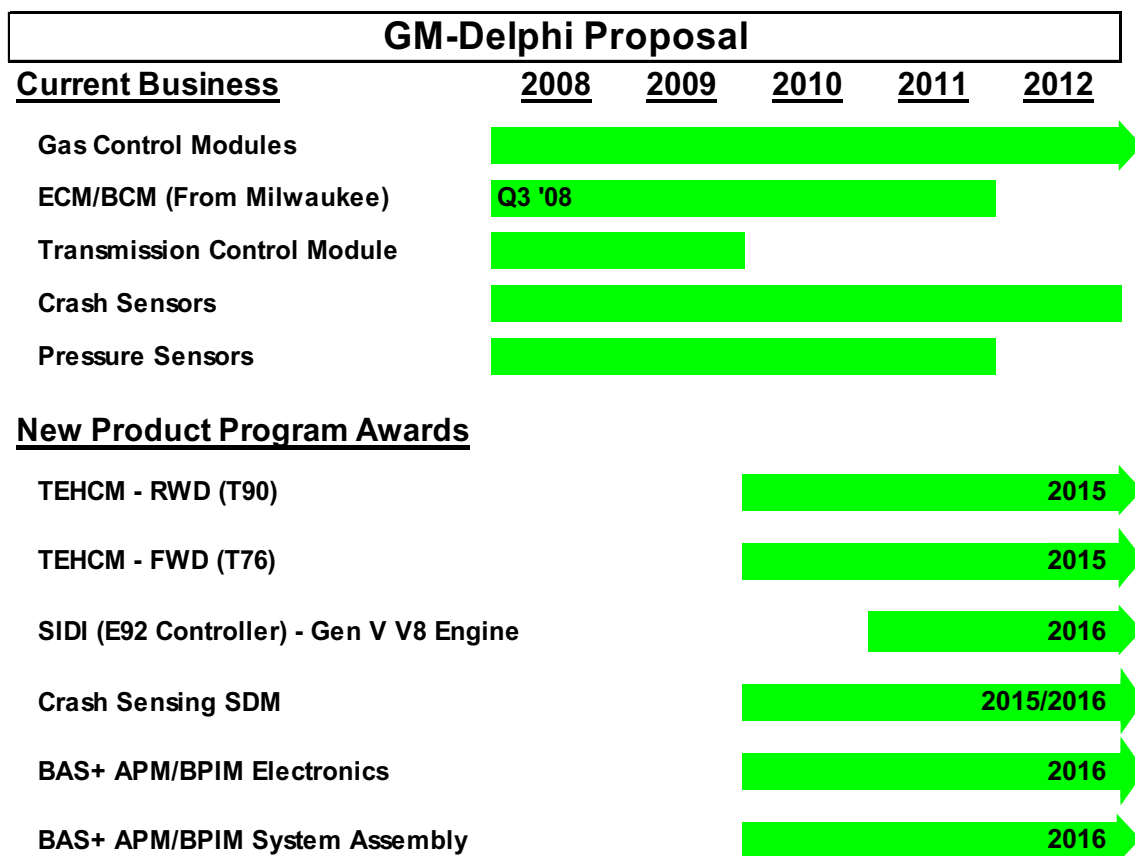 GM-Delphi Proposal
Current Business 2008 2009 2010 2011 2012
Gas Control Modules
ECM/BCM (From Milwaukee) Q3 '08
Transmission Control Module
Crash Sensors
Pressure Sensors
New Product Program Awards
TEHCM - RWD (T90) 2015
TEHCM - FWD (T76) 2015
SIDI (E92 Controller) - Gen V V8 Engine 2016
Crash Sensing SDM 2015/2016
BAS+ APM/BPIM Electronics 2016
BAS+ APM/BPIM System Assembly 2016